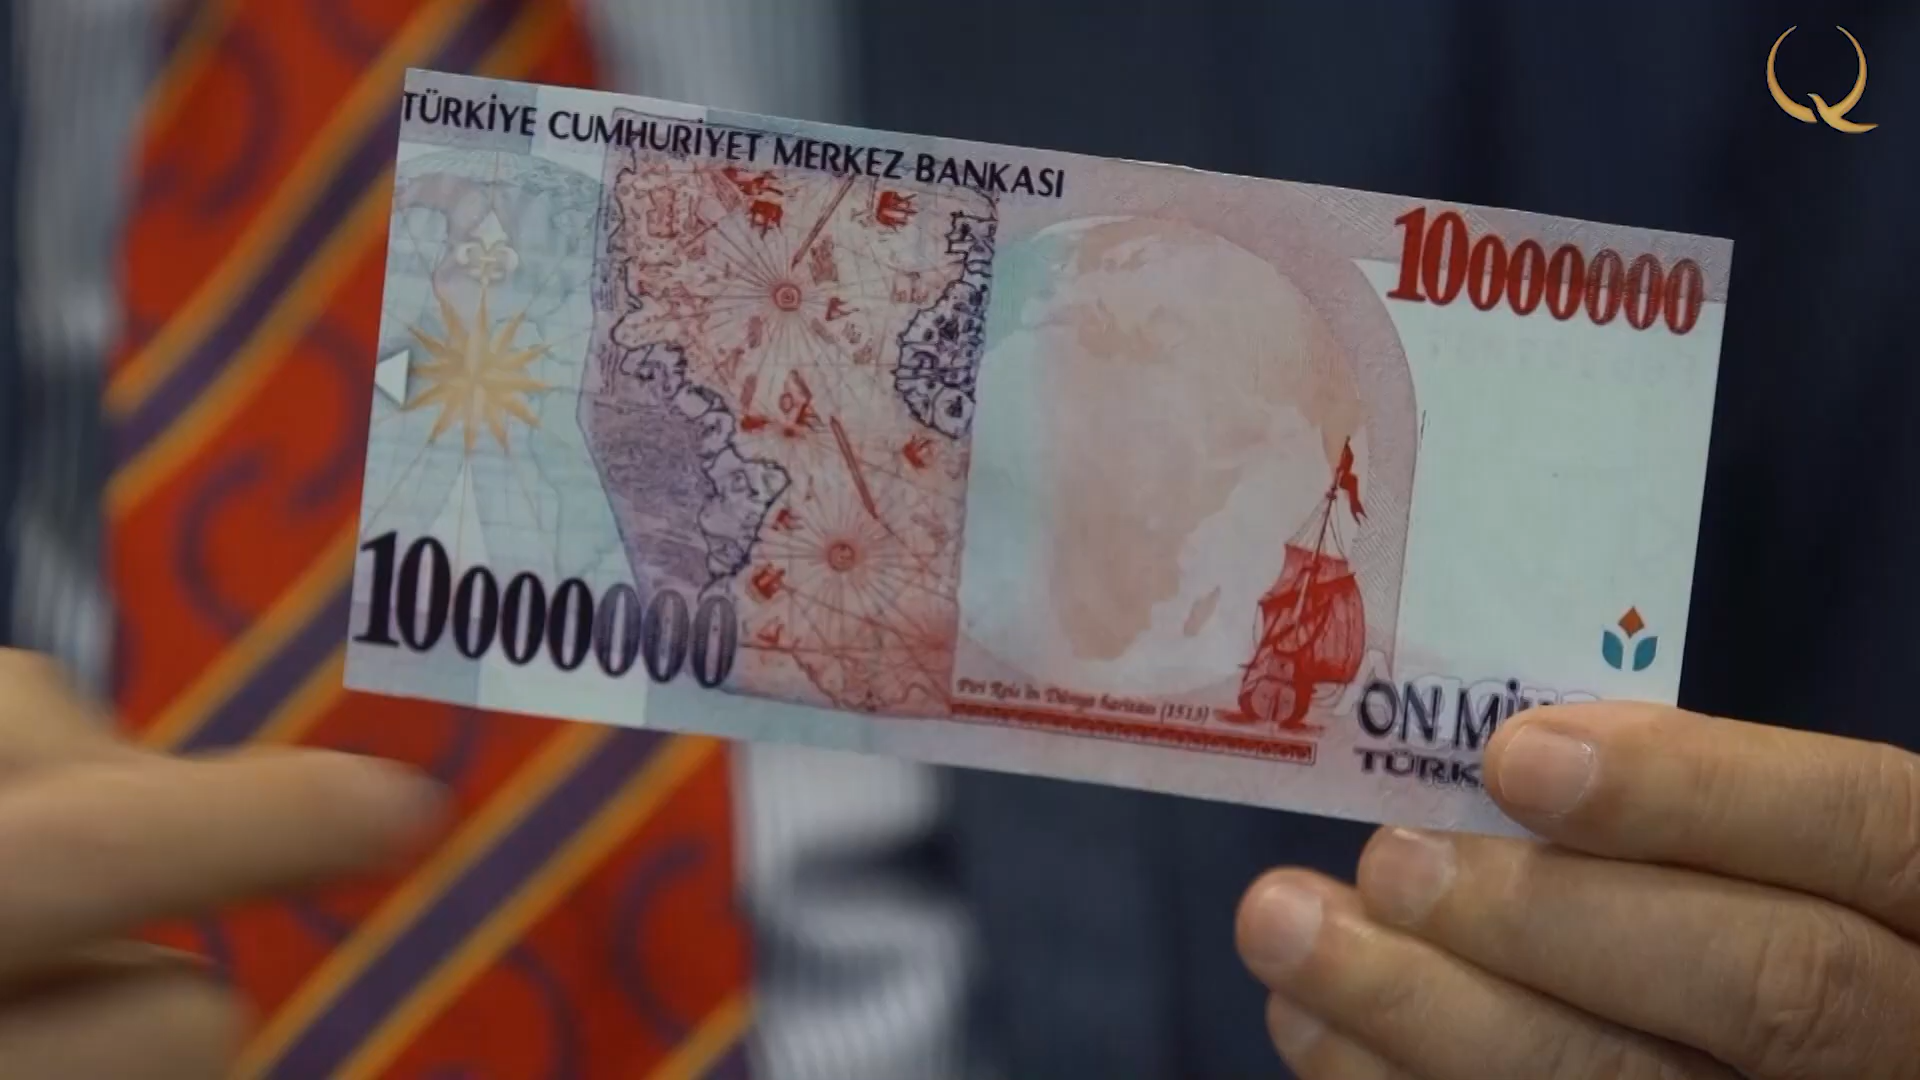 TÜRKİYE CUMHURİYET MERKEZ BANKASI
10000000
10000000
Piri Reis'in Dünya haritası (1513)
ON